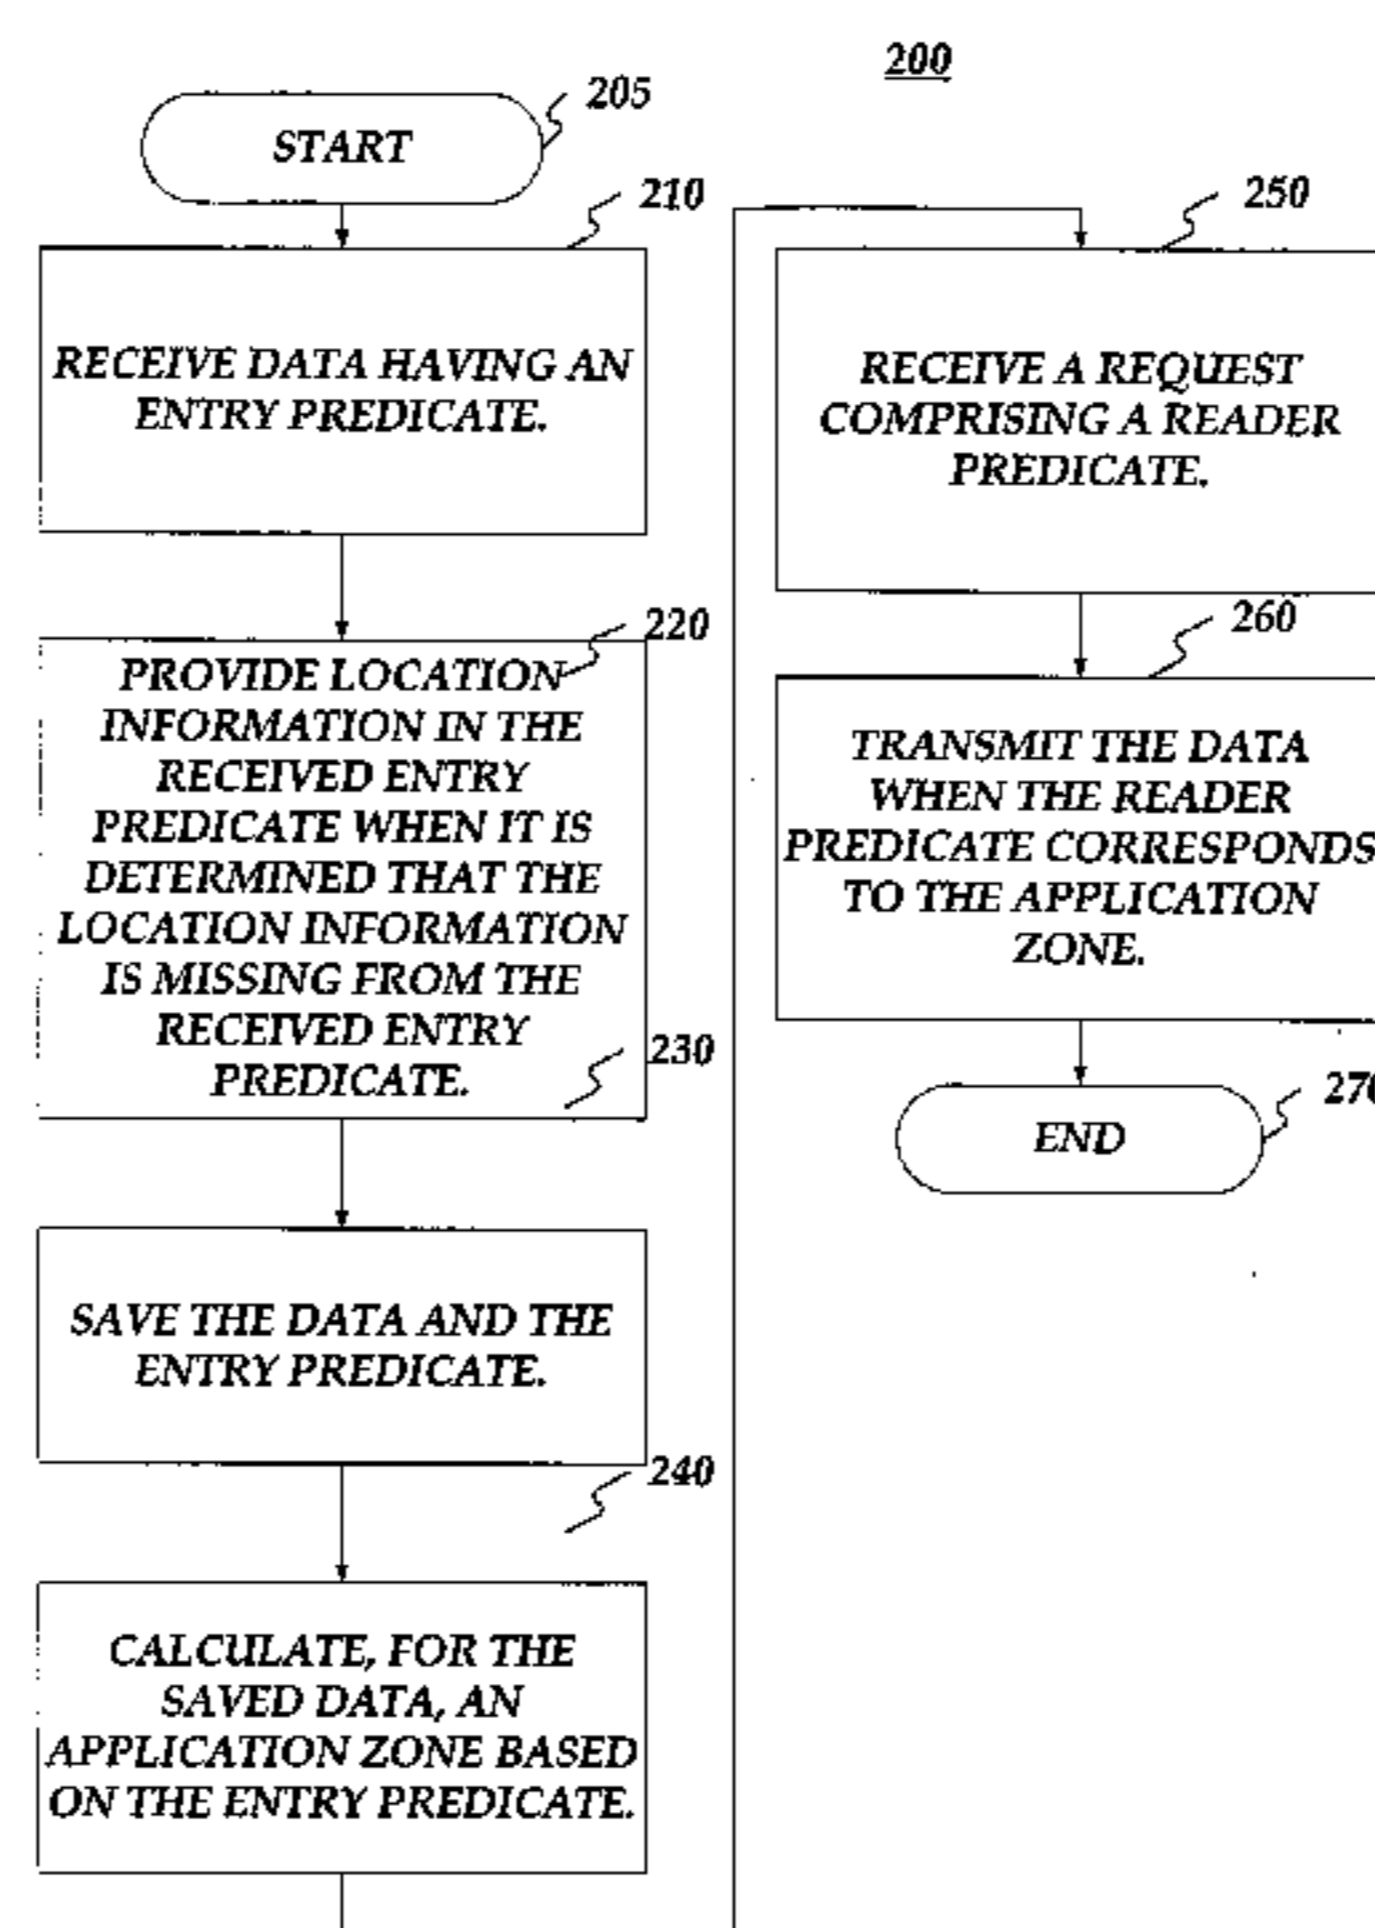 200
205
START
210
RECEIVE DATA HAVING AN
ENTRY PREDICATE.
220
PROVIDE LOCATION
INFORMATION IN THE
RECEIVED ENTRY
PREDICATE WHEN IT IS
DETERMINED THAT THE
LOCATION INFORMATION
IS MISSING FROM THE
RECEIVED ENTRY
PREDICATE.
230
SAVE THE DATA AND THE
ENTRY PREDICATE.
240
CALCULATE, FOR THE
SAVED DATA, AN
APPLICATION ZONE BASED
ON THE ENTRY PREDICATE.
250
RECEIVE A REQUEST
COMPRISING A READER
PREDICATE.
260
TRANSMIT THE DATA
WHEN THE READER
PREDICATE CORRESPONDS
TO THE APPLICATION
ZONE.
270
END